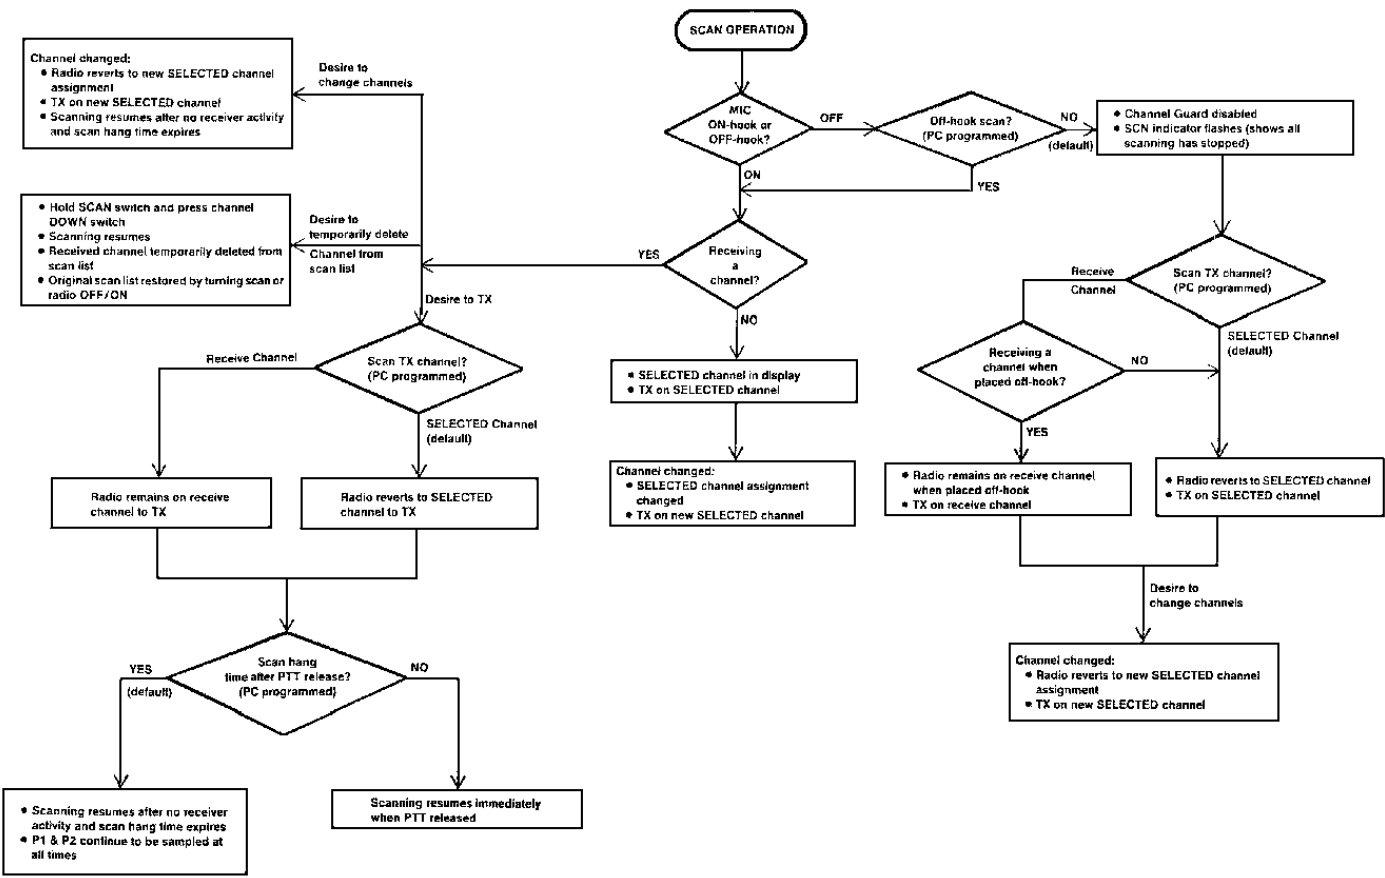 SCAN OPERATION
Channel changed:
• Radio reverts to new SELECTED channel
assignment
• TX on new SELECTED channel
• Scanning resumes after no receiver activity
and scan hang time expires
Desire to
change channels
MIC
ON-hook or
OFF-hook?
OFF
Off-hook scan?
(PC programmed)
NO
(default)
• Channel Guard disabled
• SCN indicator flashes (shows all
scanning has stopped)
ON
YES
• Hold SCAN switch and press channel
DOWN switch
• Scanning resumes
• Received channel temporarily deleted from
scan list
• Original scan list restored by turning scan or
radio OFF/ON
Desire to
temporarily delete
Channel from
scan list
YES
Receiving
a
channel?
Receive
Channel
Scan TX channel?
(PC programmed)
Desire to TX
NO
SELECTED Channel
(default)
Receive Channel
Scan TX channel?
(PC programmed)
• SELECTED channel in display
• TX on SELECTED channel
Receiving a
channel when
placed off-hook?
NO
SELECTED Channel
(default)
YES
Channel changed:
• SELECTED channel assignment
changed
• TX on new SELECTED channel
• Radio remains on receive channel
when placed off-hook
• TX on receive channel
• Radio reverts to SELECTED channel
• TX on SELECTED channel
Radio remains on receive
channel to TX
Radio reverts to SELECTED
channel to TX
Desire to
change channels
YES
(default)
Scan hang
time after PTT release?
(PC programmed)
NO
Channel changed:
• Radio reverts to new SELECTED channel
assignment
• TX on new SELECTED channel
• Scanning resumes after no receiver
activity and scan hang time expires
• P1 & P2 continue to be sampled at
all times
Scanning resumes immediately
when PTT released